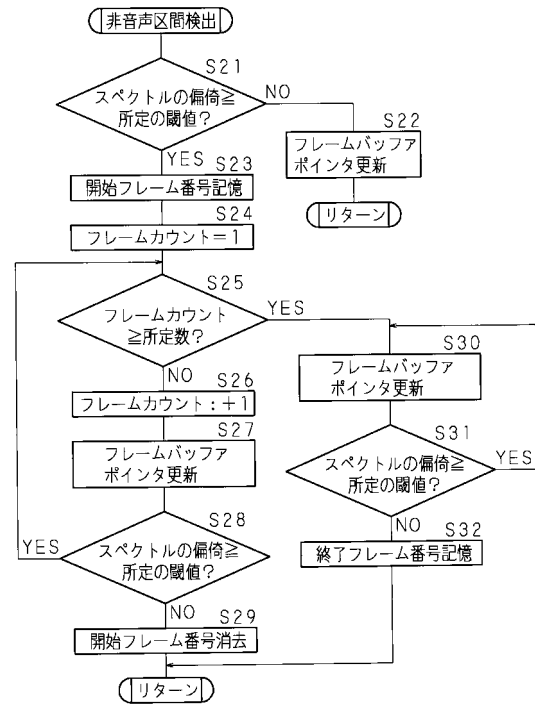 非音声区間検出
S21
スペクトルの偏倚≧
所定の閾値？
NO
YES
S22
フレームバッファ
ポインタ更新
リターン
S23
開始フレーム番号記憶
S24
フレームカウント＝1
S25
フレームカウント
≧所定数？
YES
NO
S26
フレームカウント：＋1
S27
フレームバッファ
ポインタ更新
S28
スペクトルの偏倚≧
所定の閾値？
YES
NO
S29
開始フレーム番号消去
リターン
S30
フレームバッファ
ポインタ更新
S31
スペクトルの偏倚≧
所定の閾値？
YES
NO
S32
終了フレーム番号記憶